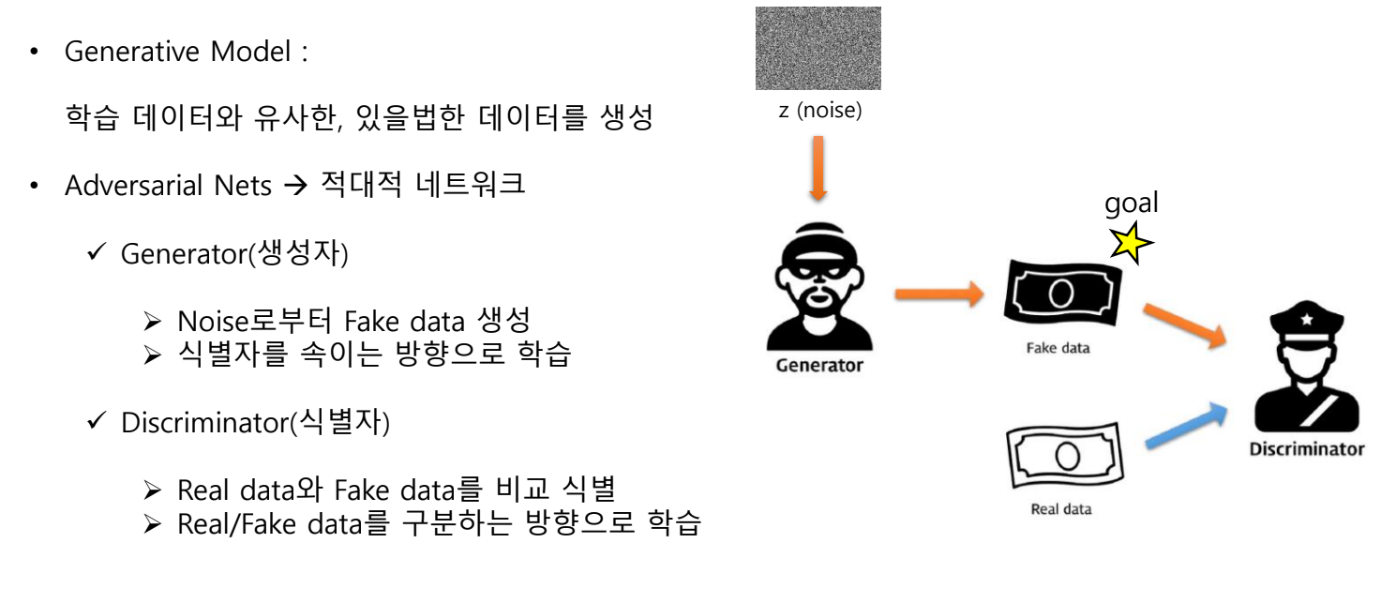 • Generative Model :
학습 데이터와 유사한, 있을법한 데이터를 생성
• Adversarial Nets → 적대적 네트워크
✓ Generator(생성자)
➢ Noise로부터 Fake data 생성
➢ 식별자를 속이는 방향으로 학습
✓ Discriminator(식별자)
➢ Real data와 Fake data를 비교 식별
➢ Real/Fake data를 구분하는 방향으로 학습
z (noise)
goal
Generator
Fake data
Discriminator
Real data